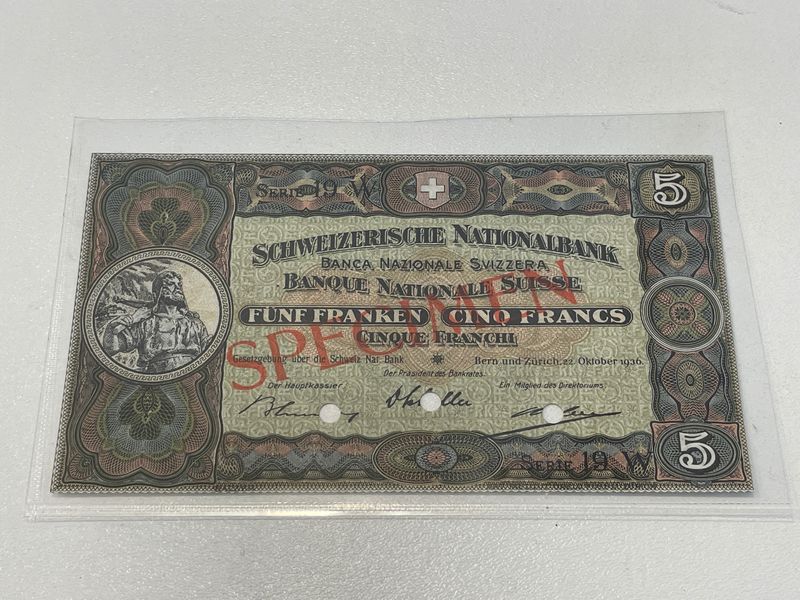 SERIE 19 W
5
SCHWEIZERISCHE NATIONALBANK
BANCA NAZIONALE SVIZZERA
BANQUE NATIONALE SUISSE
FÜNF FRANKEN CINQ FRANCS
CINQUE FRANCHI
SPECIMEN
Gesetzgebung über die Schweiz. Nat. Bank
Bern und Zürich, 22. Oktober 1936.
Der Präsident des Bankrates:
Der Hauptkassier:
Ein Mitglied des Direktoriums:
SERIE 19 W
5